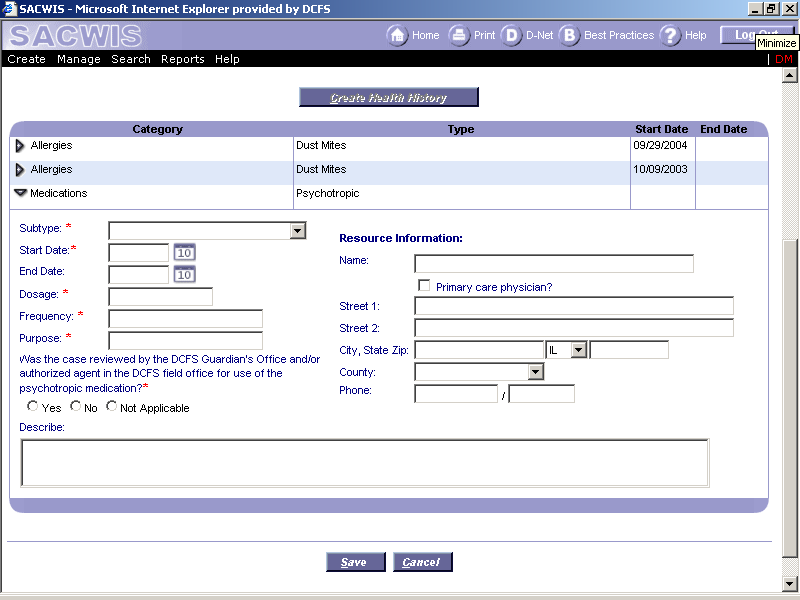 SACWIS - Microsoft Internet Explorer provided by DCFS
SACWIS Home Print D D-Net B Best Practices ? Help Log Out
Minimize
Create Manage Search Reports Help | DM
Create Health History
Category Type Start Date End Date
Allergies Dust Mites 09/29/2004
Allergies Dust Mites 10/09/2003
Medications Psychotropic
Subtype: *
Start Date:* 10
End Date: 10
Dosage: *
Frequency: *
Purpose: *
Was the case reviewed by the DCFS Guardian's Office and/or
authorized agent in the DCFS field office for use of the
psychotropic medication?*
Yes No Not Applicable
Resource Information:
Name:
Primary care physician?
Street 1:
Street 2:
City, State Zip: IL
County:
Phone: /
Describe:
Save Cancel